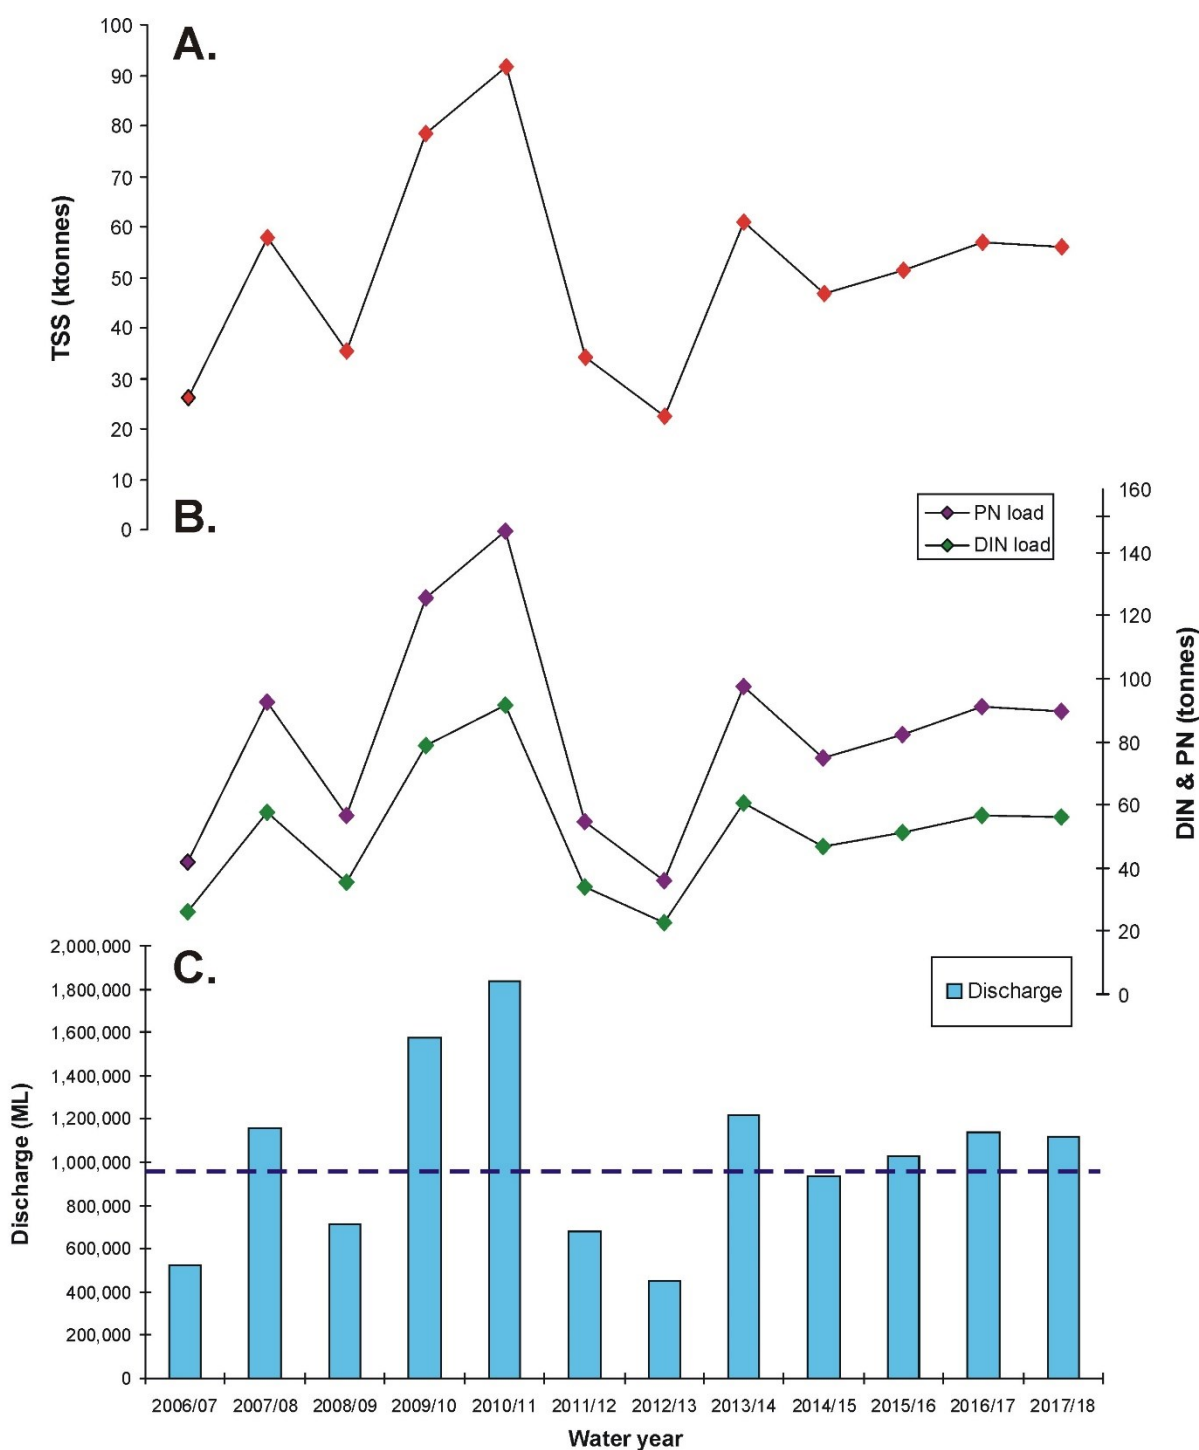 A.
100
90
80
70
60
50
40
30
20
10
0
TSS (ktonnes)
B.
PN load
DIN load
160
140
120
100
80
60
40
20
0
DIN & PN (tonnes)
C.
Discharge
2,000,000
1,800,000
1,600,000
1,400,000
1,200,000
1,000,000
800,000
600,000
400,000
200,000
0
Discharge (ML)
2006/07 2007/08 2008/09 2009/10 2010/11 2011/12 2012/13 2013/14 2014/15 2015/16 2016/17 2017/18
Water year